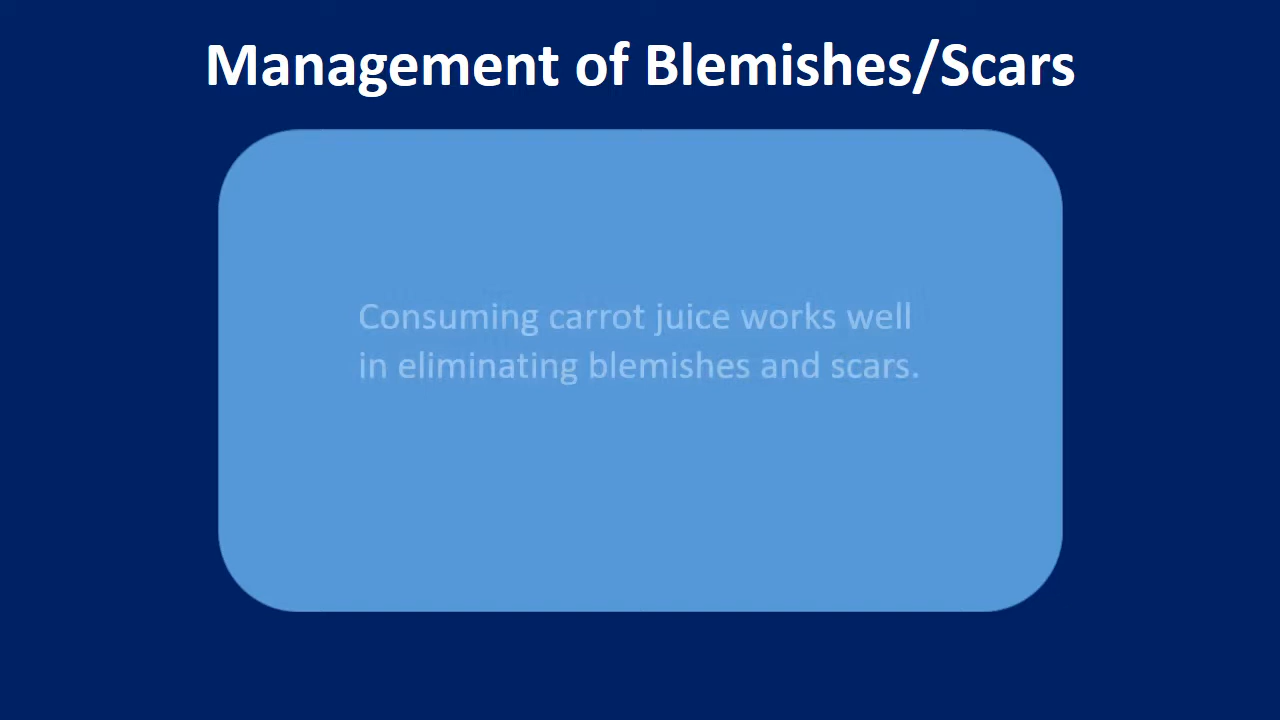 Management of Blemishes/Scars
Consuming carrot juice works well
in eliminating blemishes and scars.